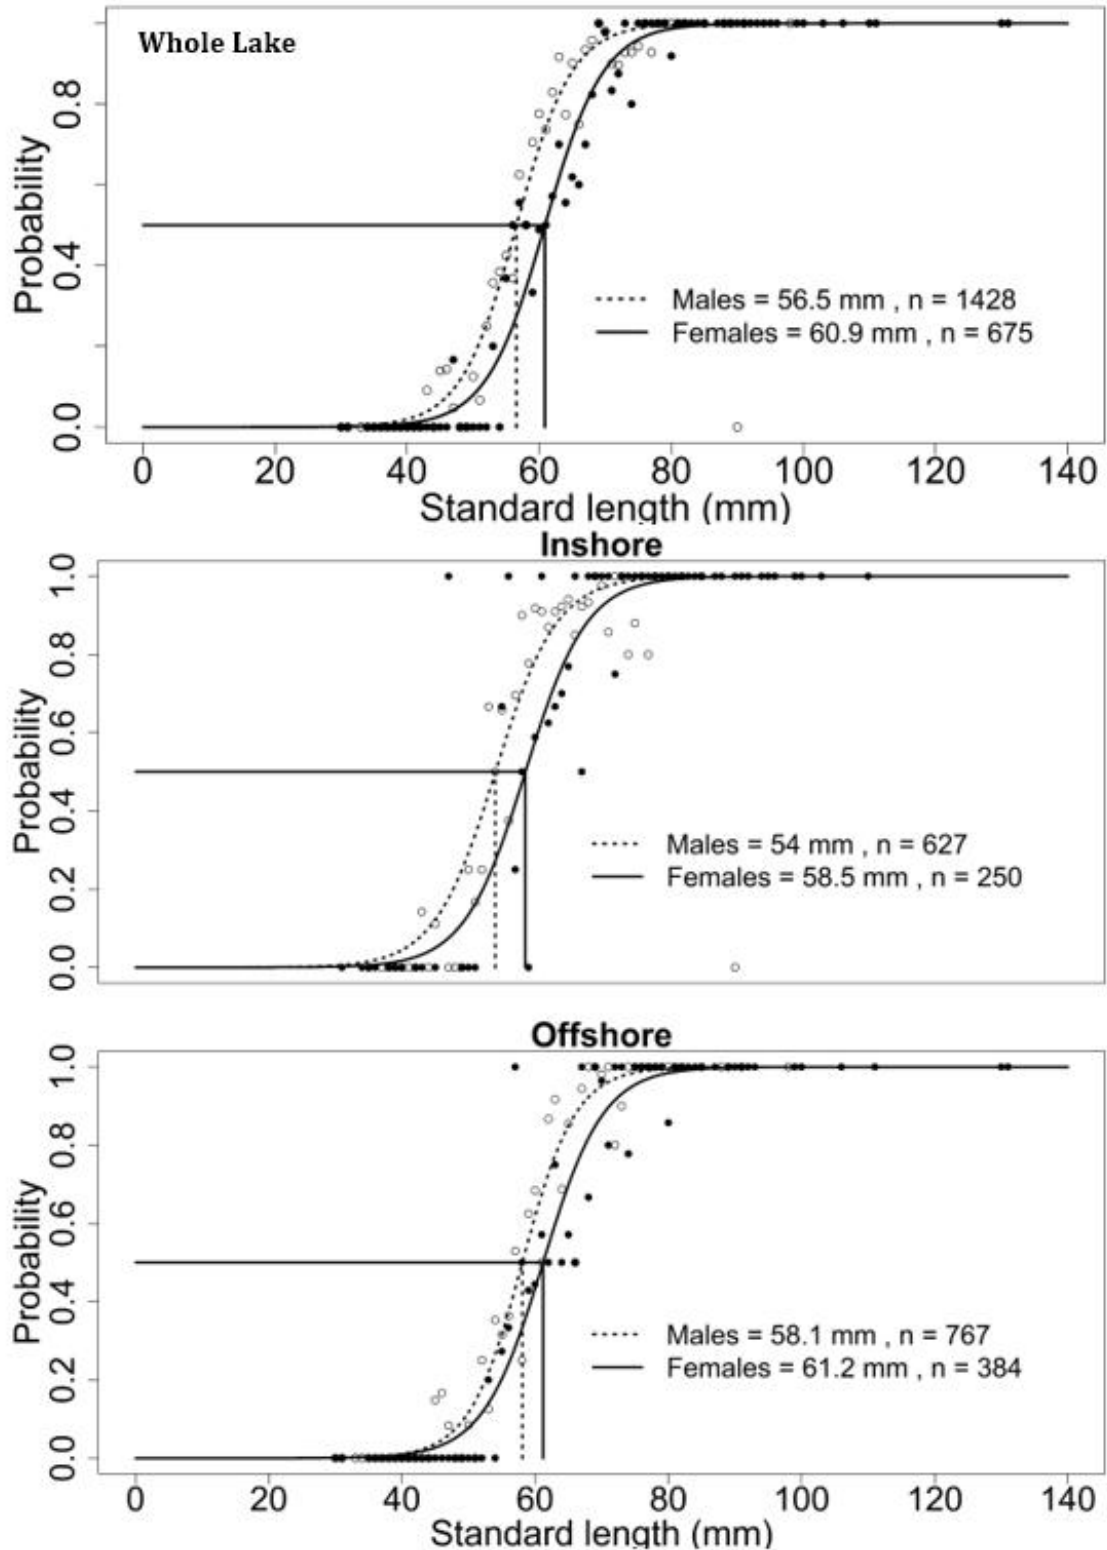 Whole Lake
Probability
0.8
0.4
0.0
Males = 56.5 mm , n = 1428
Females = 60.9 mm , n = 675
0 20 40 60 80 100 120 140
Standard length (mm)
Inshore
Probability
1.0
0.8
0.6
0.4
0.2
0.0
Males = 54 mm , n = 627
Females = 58.5 mm , n = 250
Offshore
Probability
1.0
0.8
0.6
0.4
0.2
0.0
Males = 58.1 mm , n = 767
Females = 61.2 mm , n = 384
0 20 40 60 80 100 120 140
Standard length (mm)